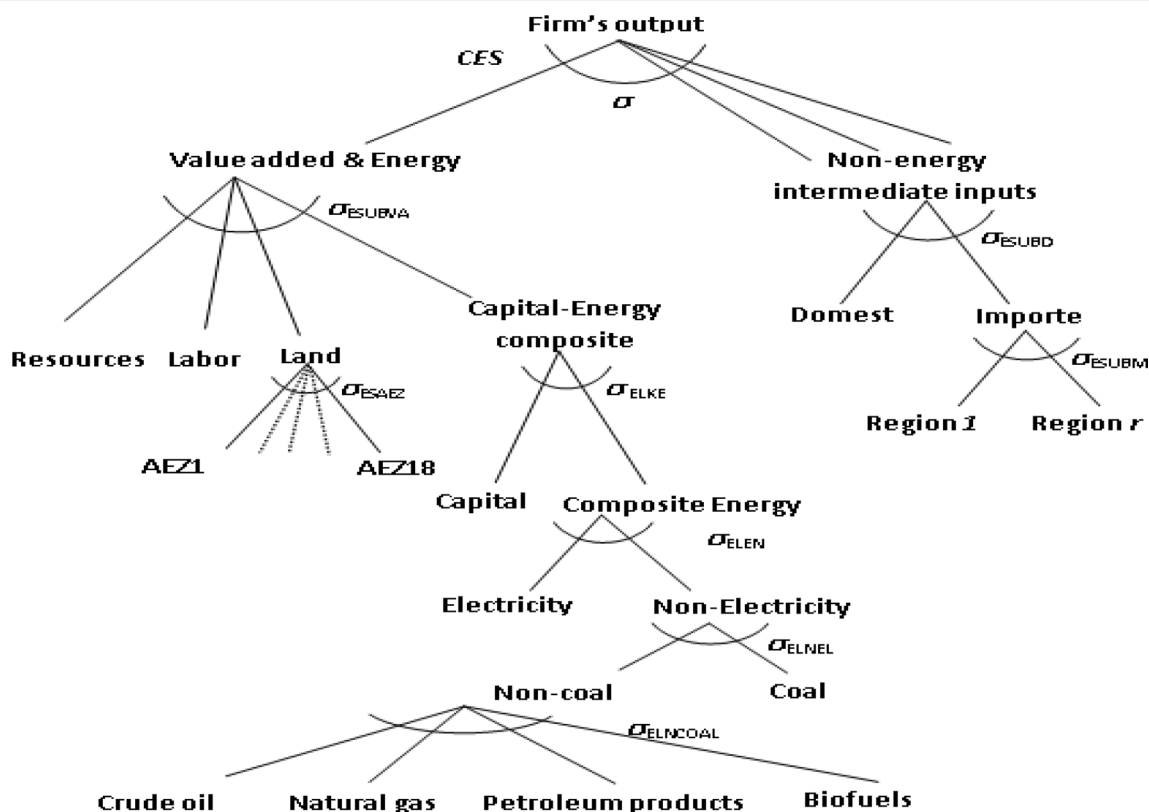 Firm's output
CES
σ
Value added & Energy
Non-energy
intermediate inputs
σESUBVA
σESUBD
Capital-Energy
composite
Domest
Importe
Resources
Labor
Land
σESAEZ
σELKE
σESUBM
Region 1
Region r
AEZ1
AEZ18
Capital
Composite Energy
σELEN
Electricity
Non-Electricity
σELNEL
Non-coal
Coal
σELNCOAL
Crude oil
Natural gas
Petroleum products
Biofuels